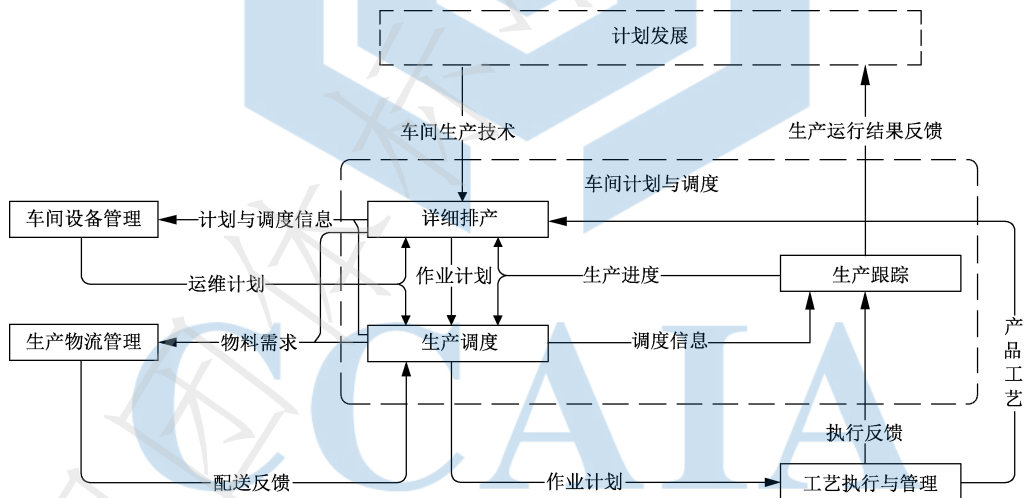 计划发展
车间生产技术
生产运行结果反馈
车间计划与调度
车间设备管理
计划与调度信息
详细排产
运维计划
作业计划
生产进度
生产跟踪
生产物流管理
物料需求
生产调度
调度信息
产品工艺
执行反馈
配送反馈
作业计划
工艺执行与管理
CCAIA